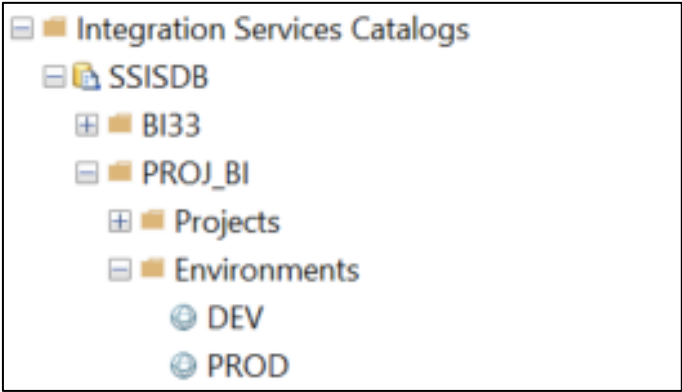 Integration Services Catalogs
SSISDB
BI33
PROJ_BI
Projects
Environments
DEV
PROD